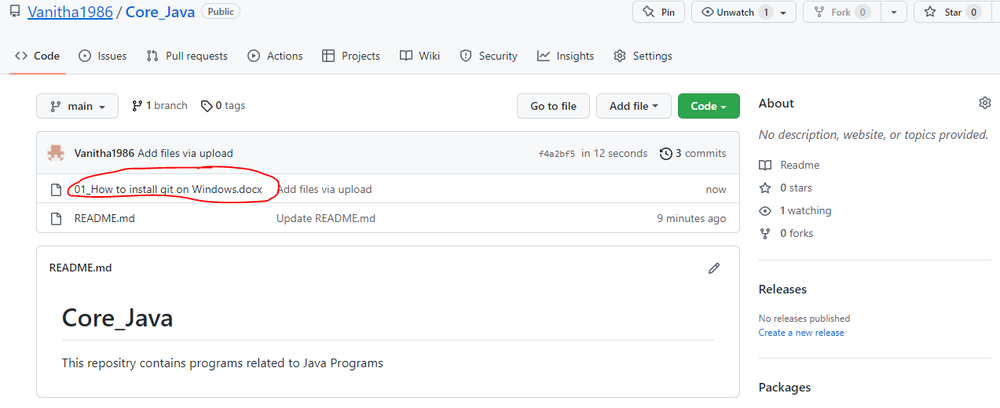 Vanitha1986 / Core_Java Public Pin Unwatch 1 Fork 0 Star 0
Code Issues Pull requests Actions Projects Wiki Security Insights Settings
main 1 branch 0 tags Go to file Add file Code
Vanitha1986 Add files via upload f4a2bf5 in 12 seconds 3 commits
01_How to install git on Windows.docx Add files via upload now
README.md Update README.md 9 minutes ago
README.md
Core_Java
This repositry contains programs related to Java Programs
About
No description, website, or topics provided.
Readme
0 stars
1 watching
0 forks
Releases
No releases published
Create a new release
Packages